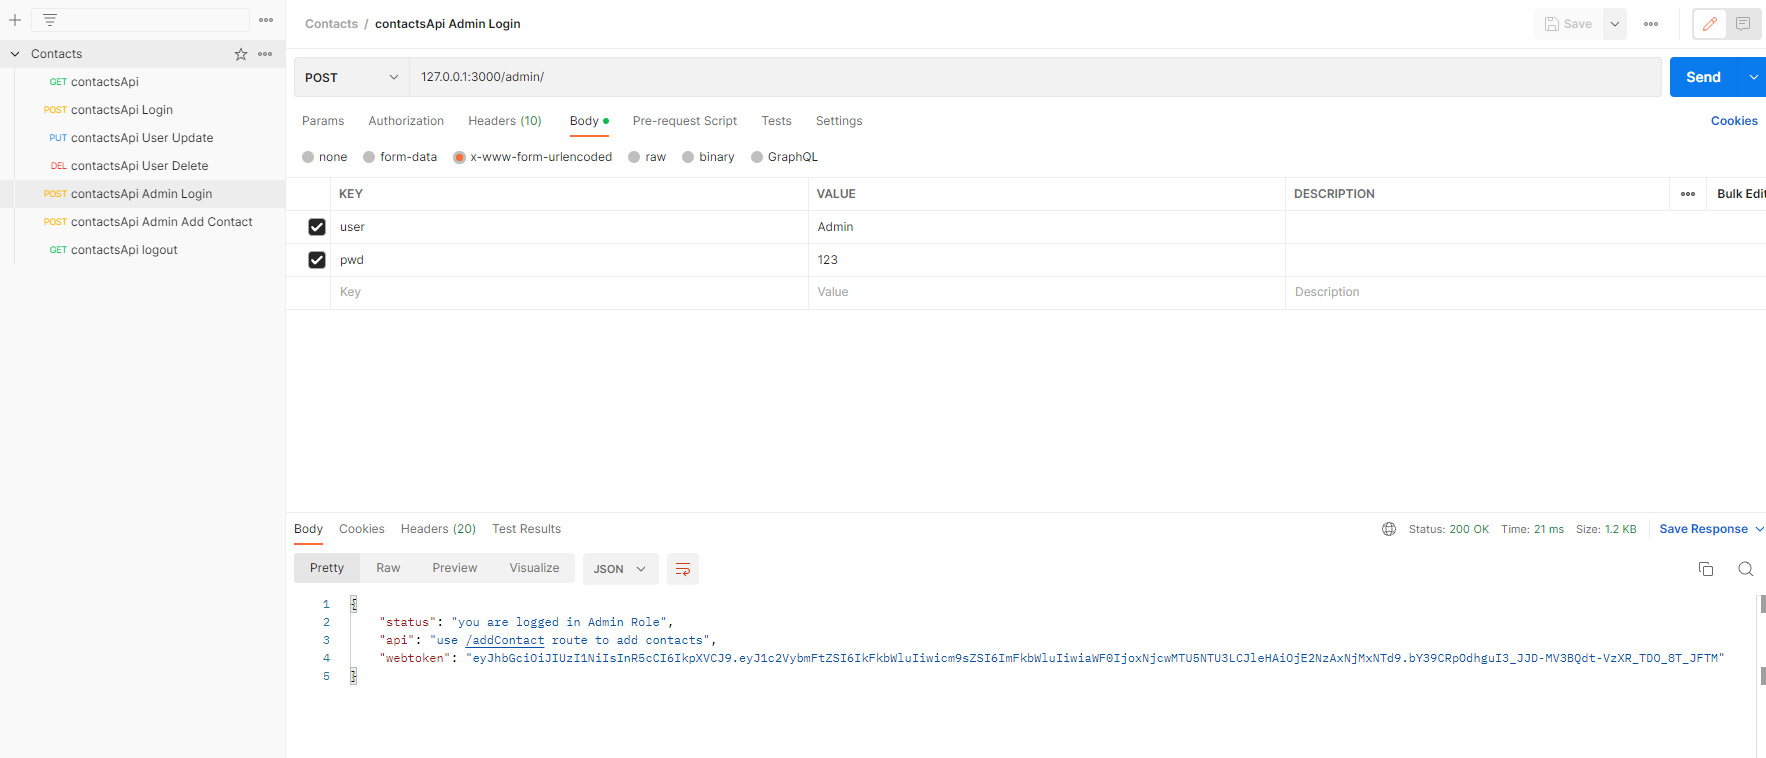 Contacts / contactsApi Admin Login
Save
Contacts
GET contactsApi
POST contactsApi Login
PUT contactsApi User Update
DEL contactsApi User Delete
POST contactsApi Admin Login
POST contactsApi Admin Add Contact
GET contactsApi logout
POST 127.0.0.1:3000/admin/ Send
Params Authorization Headers (10) Body Pre-request Script Tests Settings Cookies
none form-data x-www-form-urlencoded raw binary GraphQL
KEY VALUE DESCRIPTION Bulk Edit
user Admin
pwd 123
Key Value Description
Body Cookies Headers (20) Test Results Status: 200 OK Time: 21 ms Size: 1.2 KB Save Response
Pretty Raw Preview Visualize JSON
1 {
2 "status": "you are logged in Admin Role",
3 "api": "use /addContact route to add contacts",
4 "webtoken": "eyJhbGciOiJIUzI1NiIsInR5cCI6IkpXVCJ9.eyJ1c2VybmFtZSI6IkFkbWluIiwicm9sZSI6ImFkbWluIiwiaWF0IjoxNjcwMTU5NTU3LCJleHAiOjE2NzAxNjMxNTd9.bY39CRpOdhguI3_JJD-MV3BQdt-VzXR_TDO_8T_JFTM"
5 }